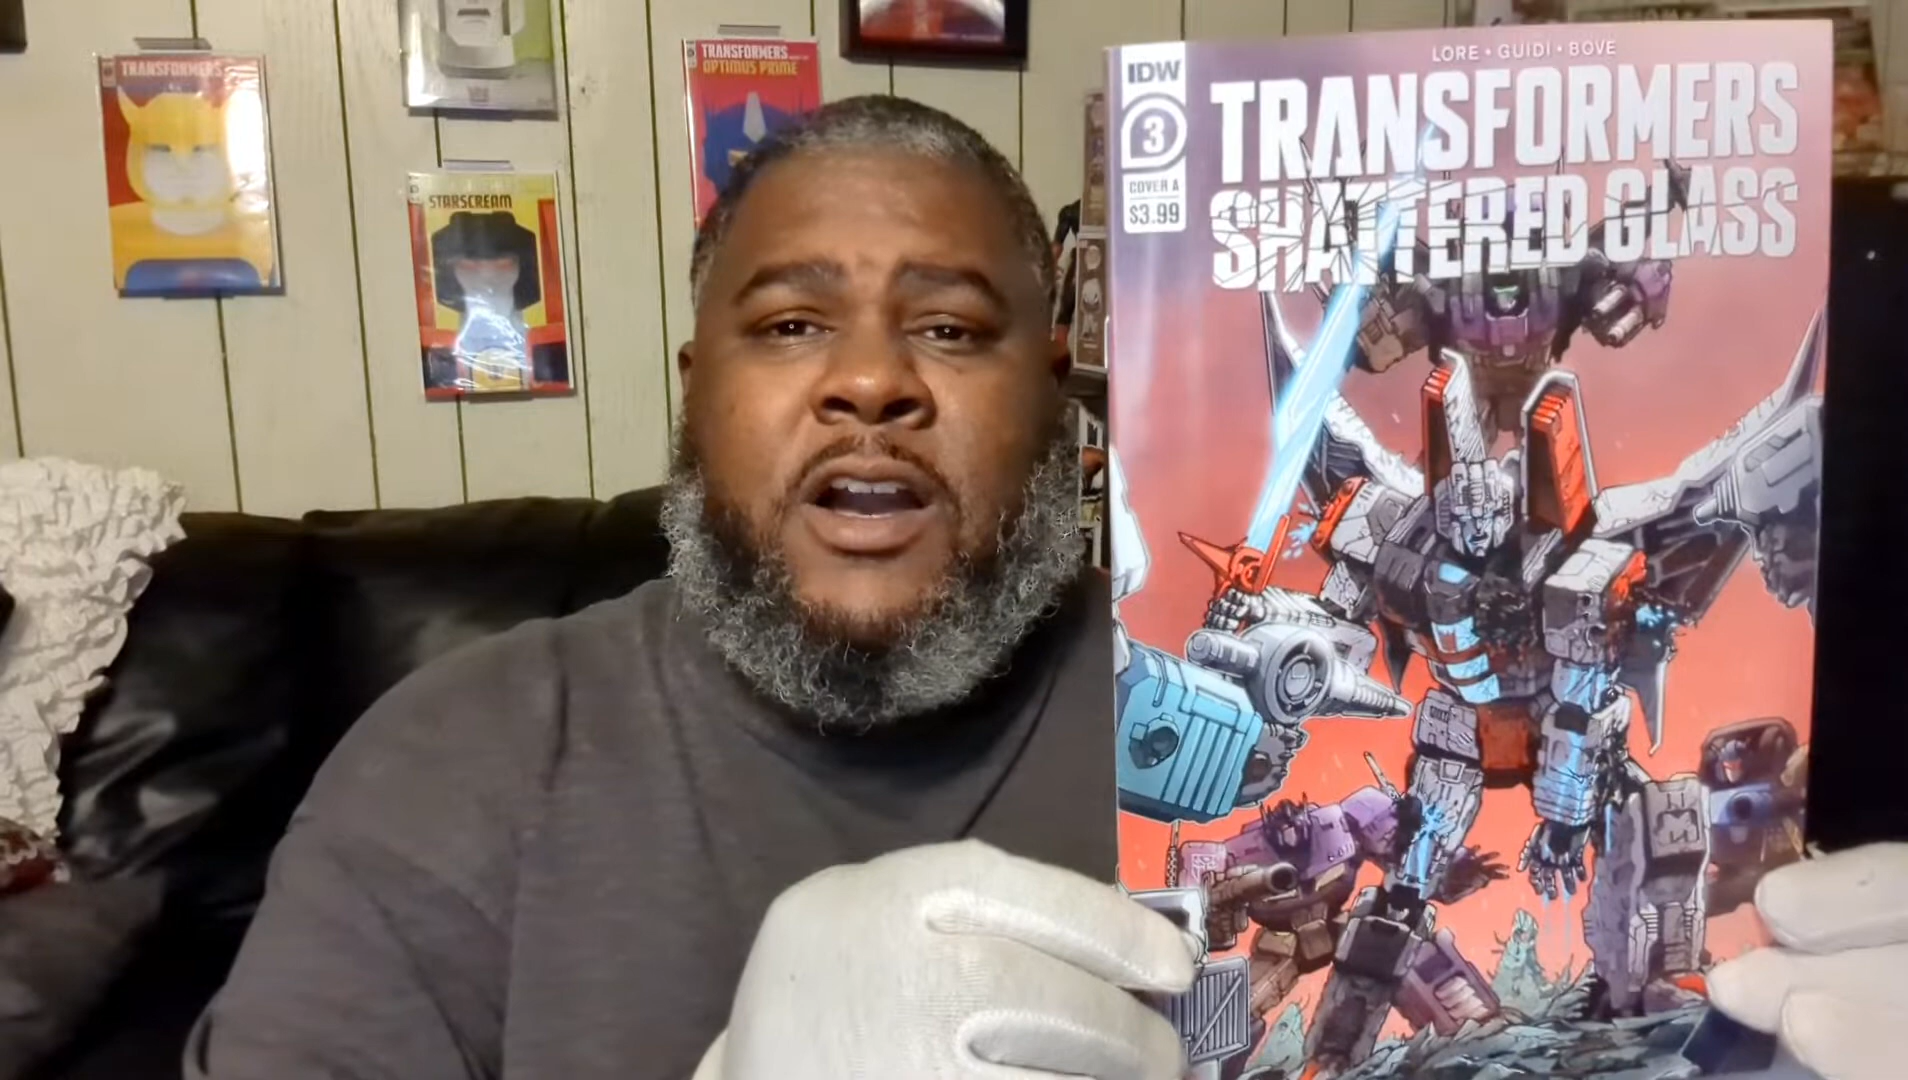 TRANSFORMERS
STARSCREAM
TRANSFORMERS
OPTIMUS PRIME
LORE • GUIDI • BOVE
IDW
3
COVER A
$3.99
TRANSFORMERS
SHATTERED GLASS